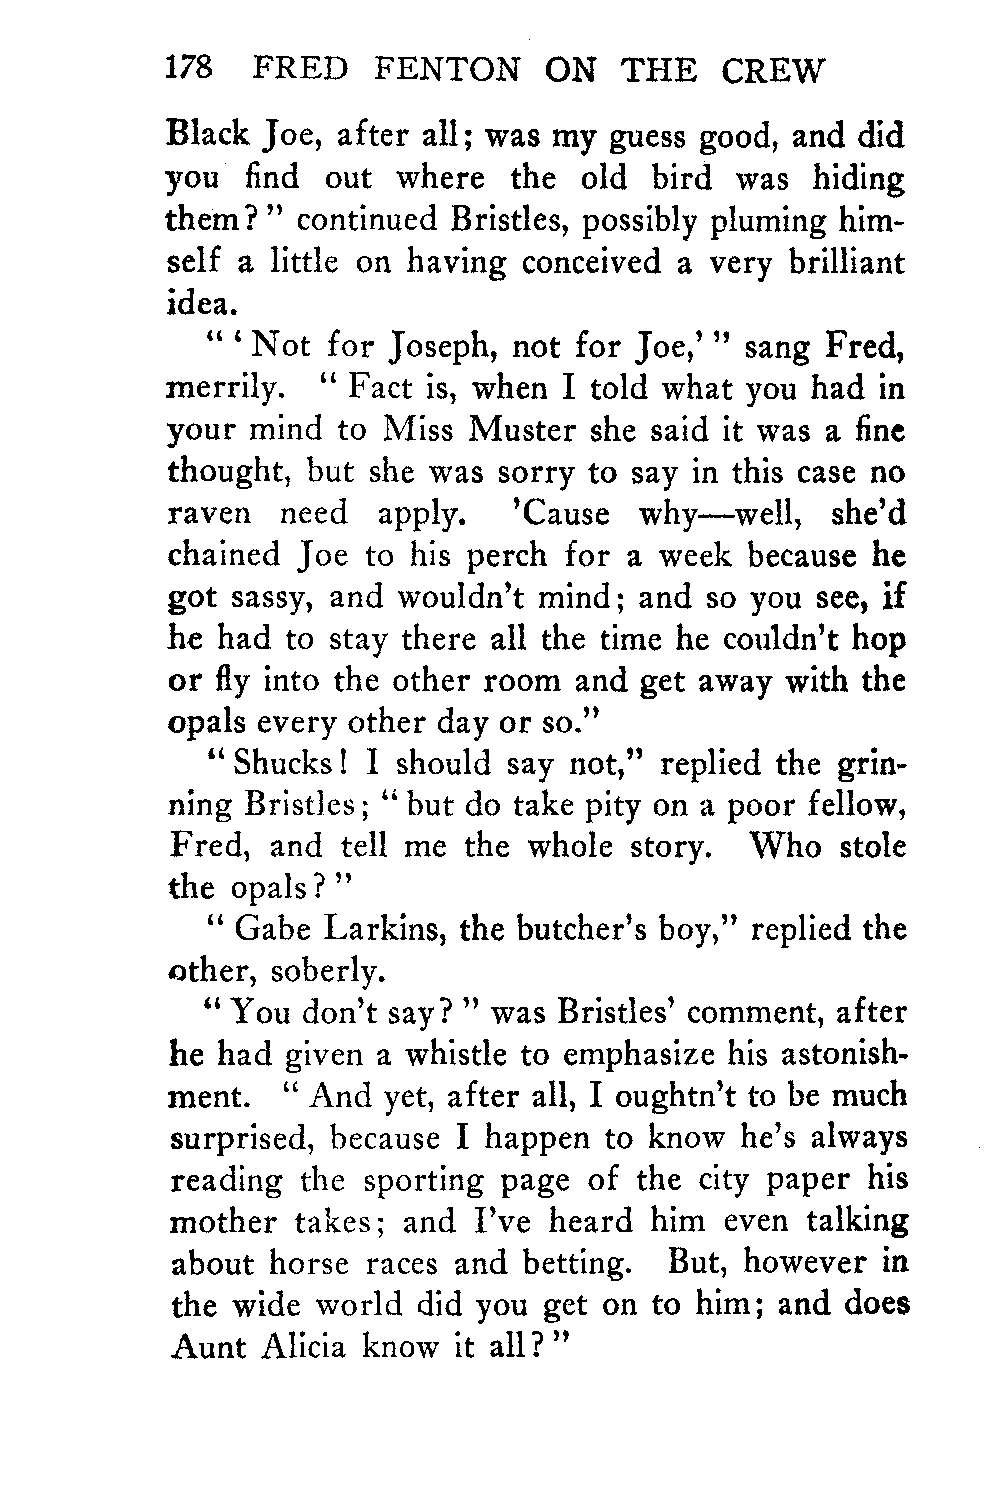 178 FRED FENTON ON THE CREW
Black Joe, after all; was my guess good, and did
you find out where the old bird was hiding
them?" continued Bristles, possibly pluming him-
self a little on having conceived a very brilliant
idea.
"'Not for Joseph, not for Joe,'" sang Fred,
merrily. "Fact is, when I told what you had in
your mind to Miss Muster she said it was a fine
thought, but she was sorry to say in this case no
raven need apply. 'Cause why—well, she'd
chained Joe to his perch for a week because he
got sassy, and wouldn't mind; and so you see, if
he had to stay there all the time he couldn't hop
or fly into the other room and get away with the
opals every other day or so."
"Shucks! I should say not," replied the grin-
ning Bristles; "but do take pity on a poor fellow,
Fred, and tell me the whole story. Who stole
the opals?"
"Gabe Larkins, the butcher's boy," replied the
other, soberly.
"You don't say?" was Bristles' comment, after
he had given a whistle to emphasize his astonish-
ment. "And yet, after all, I oughtn't to be much
surprised, because I happen to know he's always
reading the sporting page of the city paper his
mother takes; and I've heard him even talking
about horse races and betting. But, however in
the wide world did you get on to him; and does
Aunt Alicia know it all?"